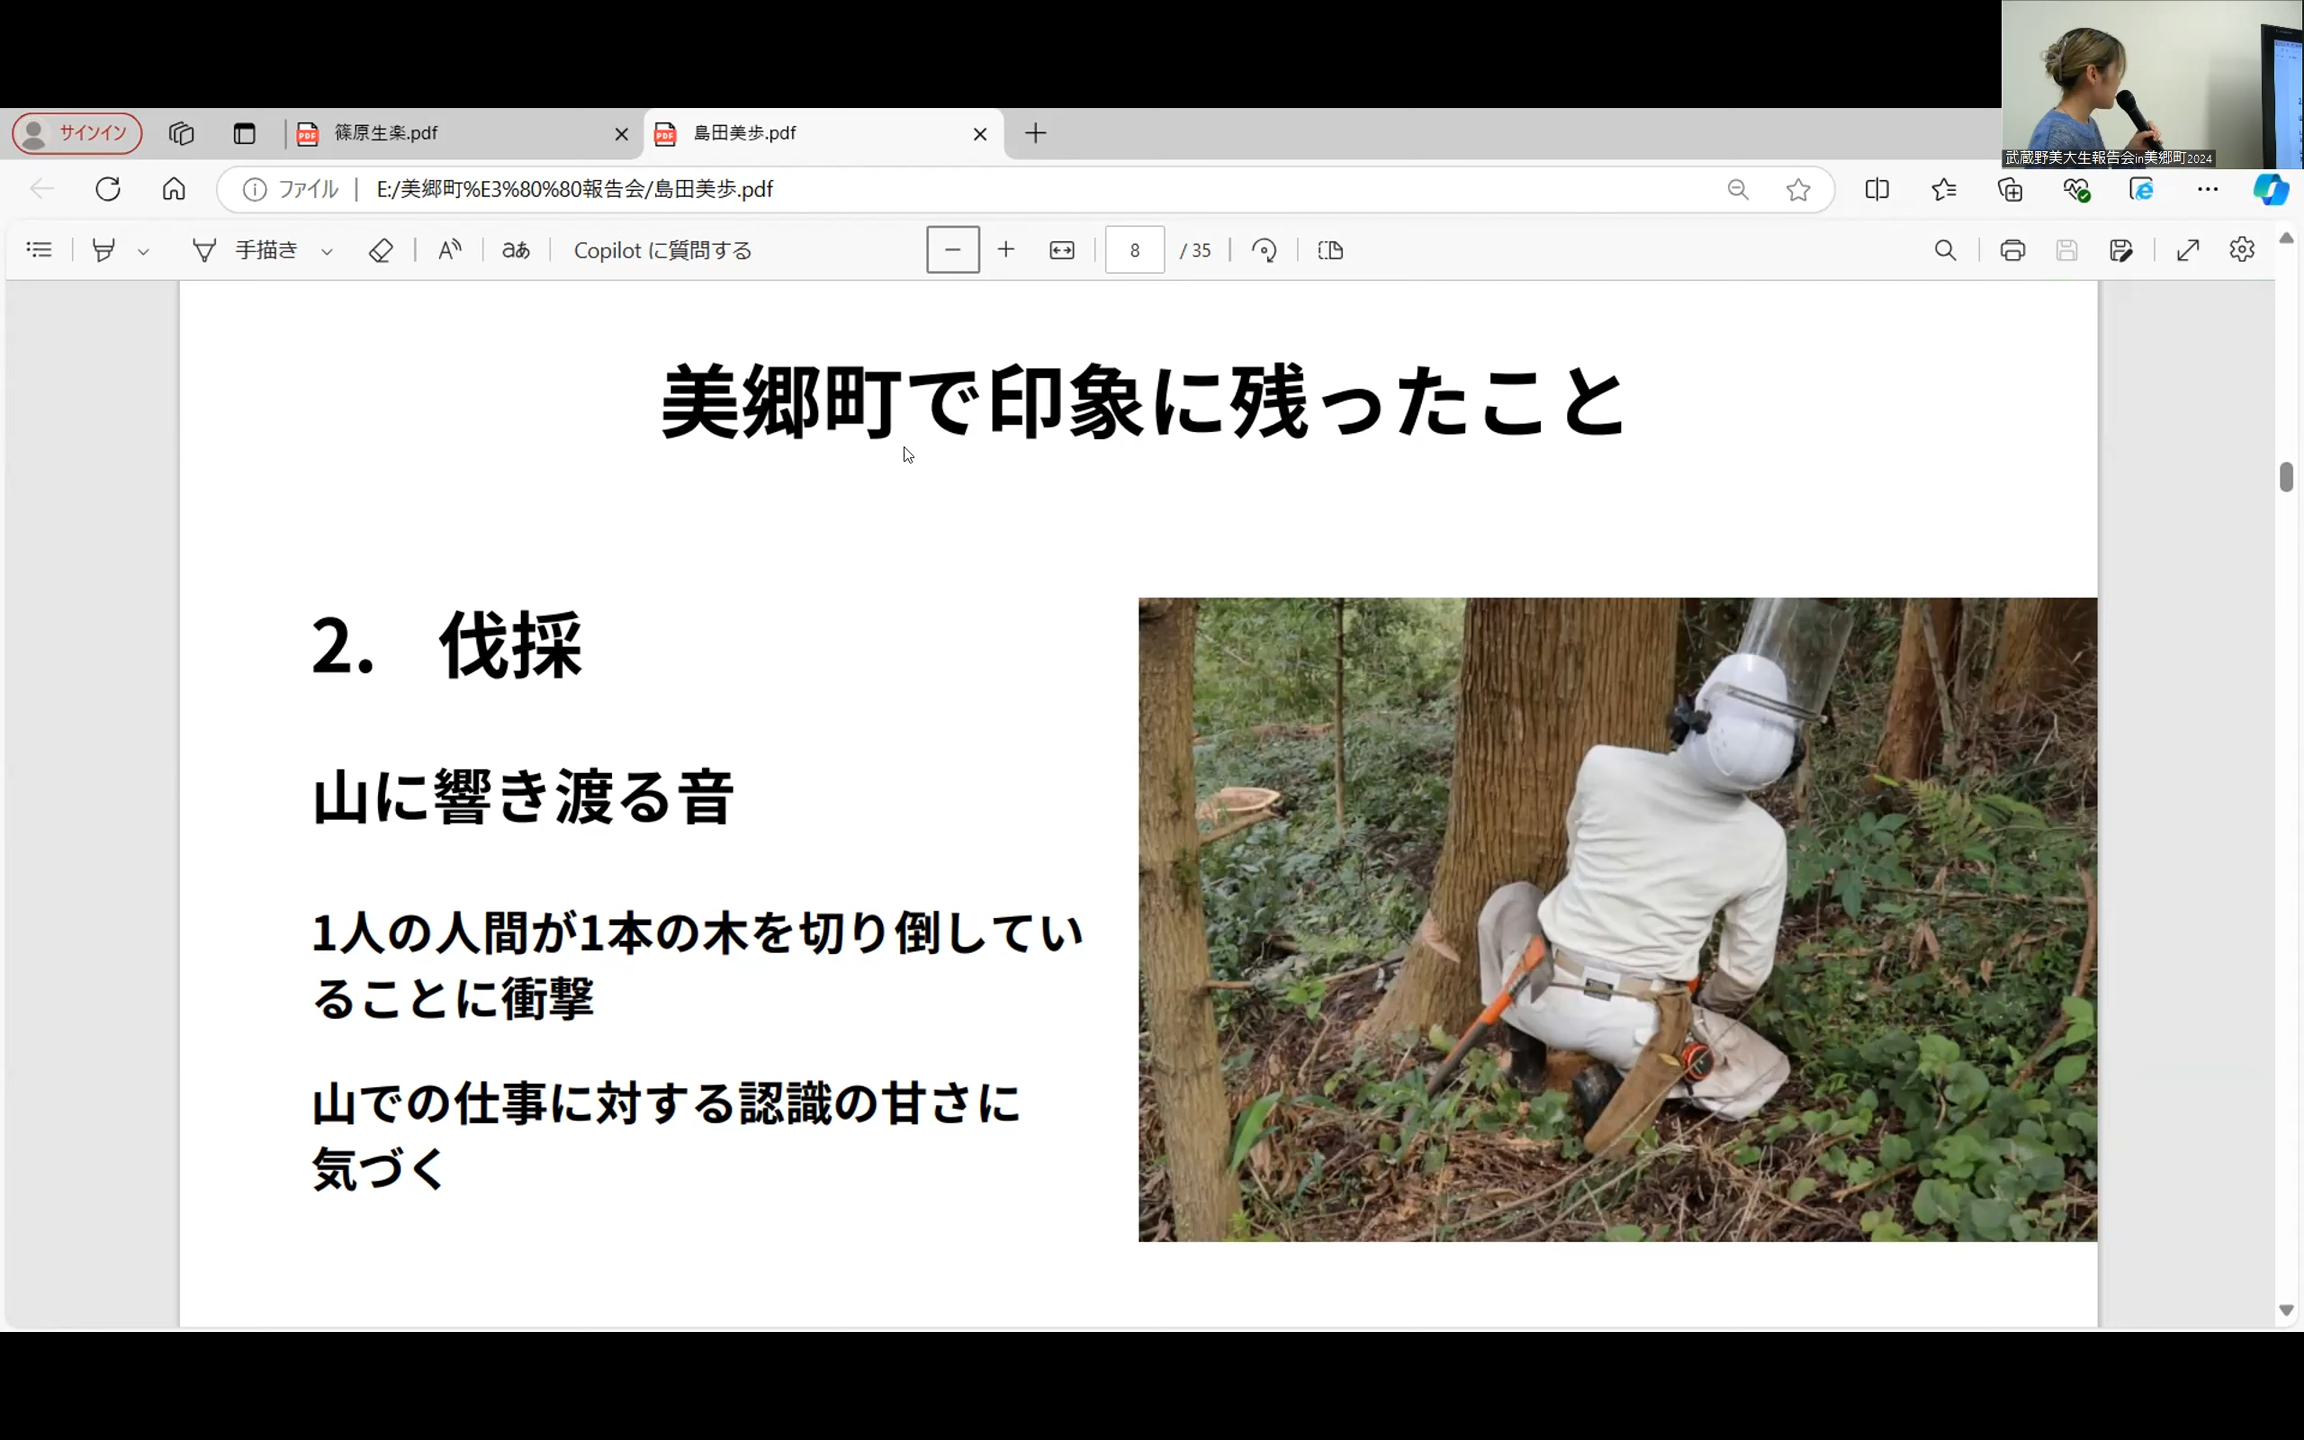 サインイン
篠原生楽.pdf
島田美歩.pdf
武蔵野美大生報告会in美郷町2024
ファイル
E:/美郷町%E3%80%80報告会/島田美歩.pdf
手描き
aあ
Copilot に質問する
8 / 35
美郷町で印象に残ったこと
2. 伐採
山に響き渡る音
1人の人間が1本の木を切り倒してい
ることに衝撃
山での仕事に対する認識の甘さに
気づく